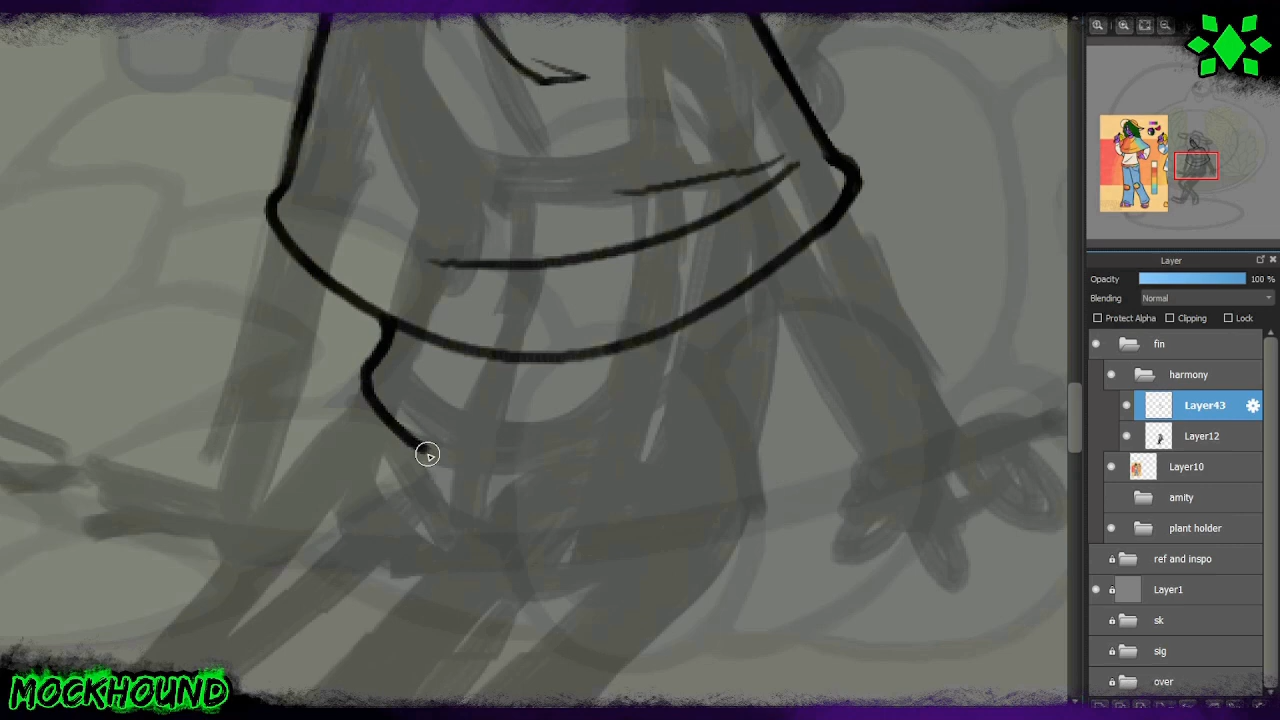 Layer
Opacity 100 %
Blending Normal
Protect Alpha Clipping Lock
fin
harmony
Layer43
Layer12
Layer10
amity
plant holder
ref and inspo
Layer1
sk
sig
over
MOCKHOUND